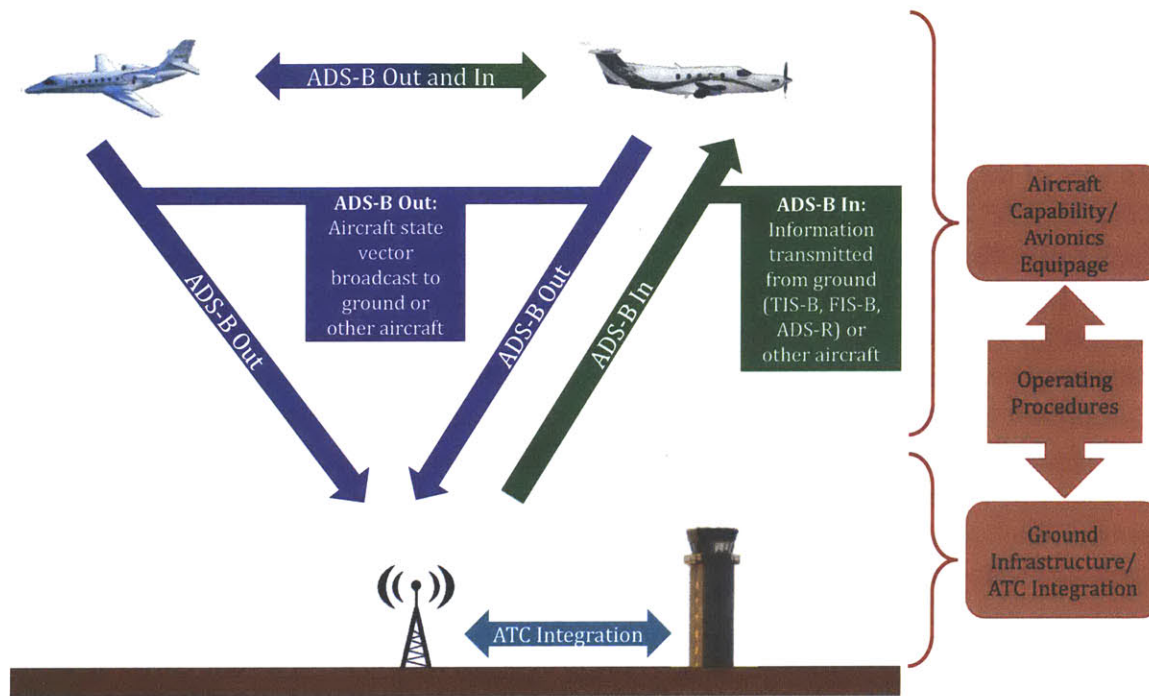 ADS-B Out and In
ADS-B Out:
Aircraft state
vector
broadcast to
ground or
other aircraft
ADS-B In:
Information
transmitted
from ground
(TIS-B, FIS-B,
ADS-R) or
other aircraft
ADS-B Out
ADS-B Out
ADS-B In
Aircraft
Capability/
Avionics
Equipage
Operating
Procedures
Ground
Infrastructure/
ATC Integration
ATC Integration